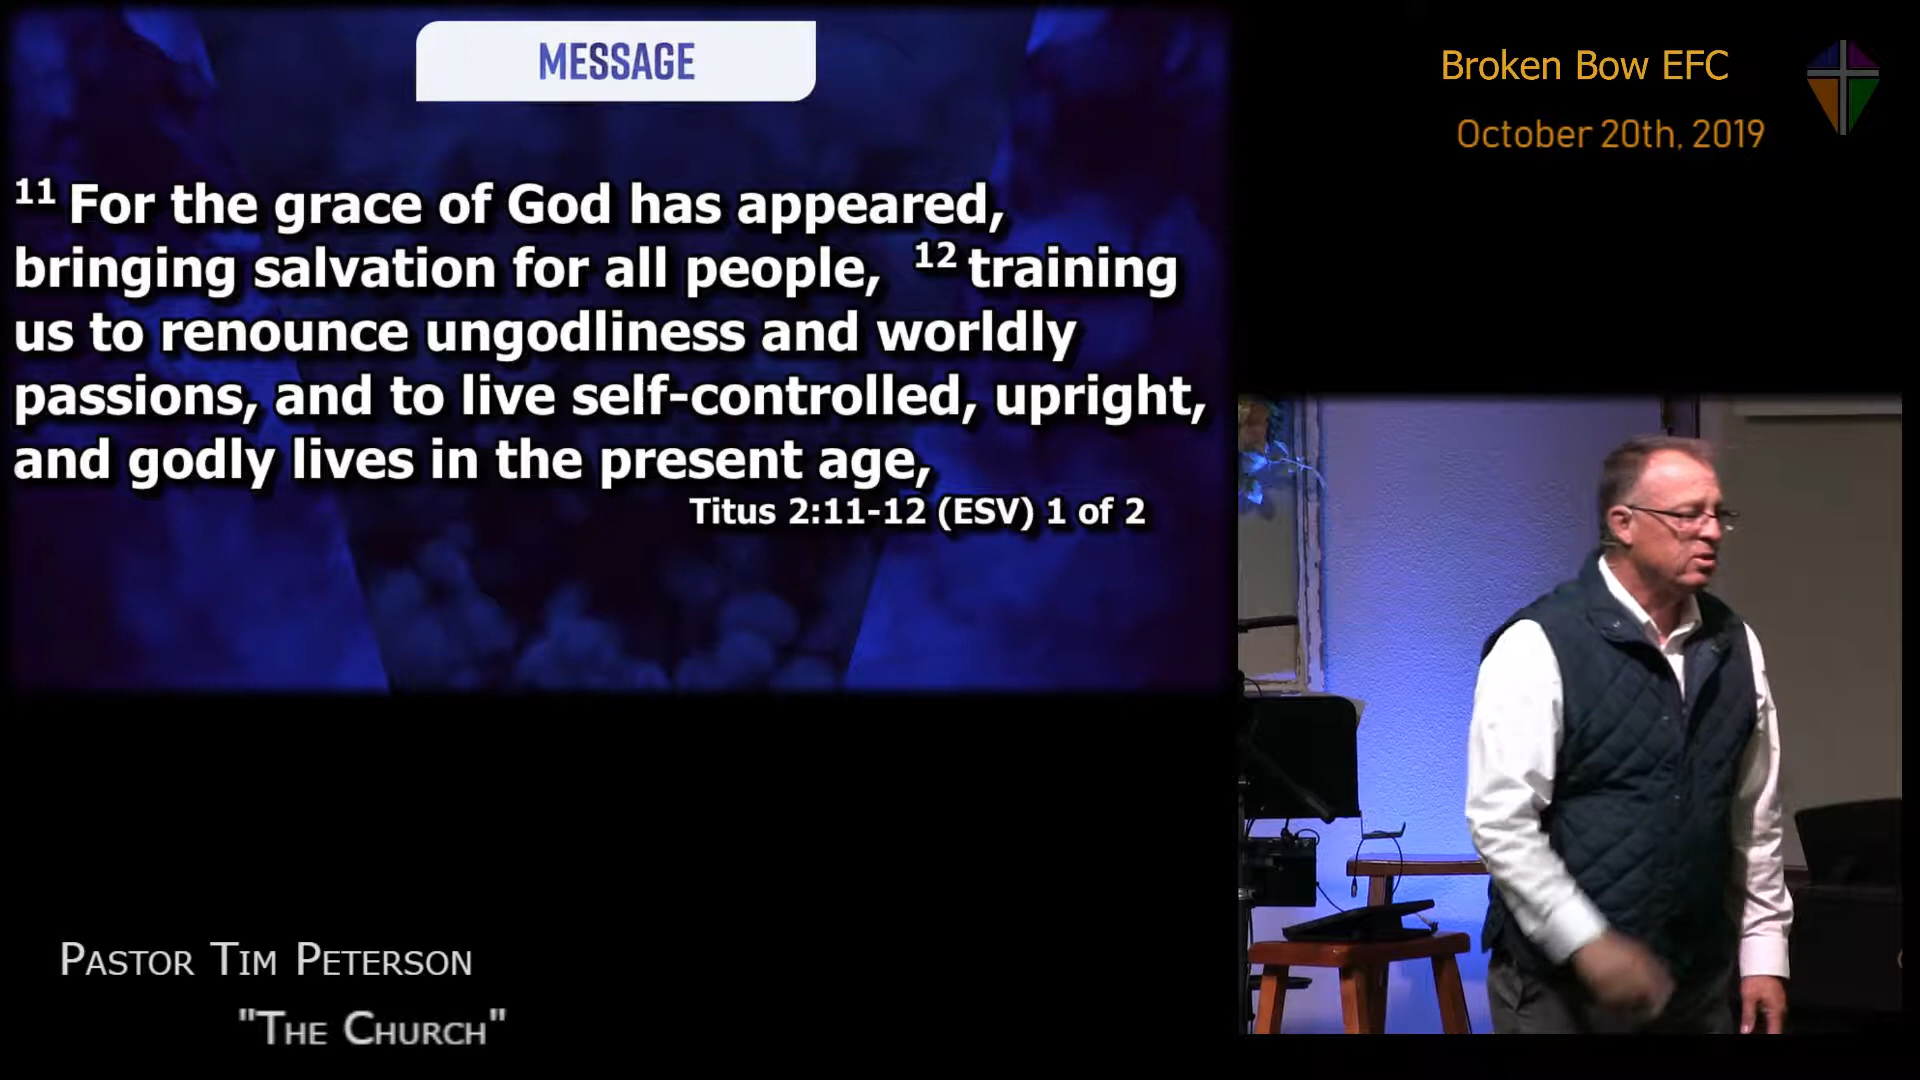 MESSAGE
11 For the grace of God has appeared,
bringing salvation for all people, 12 training
us to renounce ungodliness and worldly
passions, and to live self-controlled, upright,
and godly lives in the present age,
Titus 2:11-12 (ESV) 1 of 2
Broken Bow EFC
October 20th, 2019
PASTOR TIM PETERSON
"THE CHURCH"